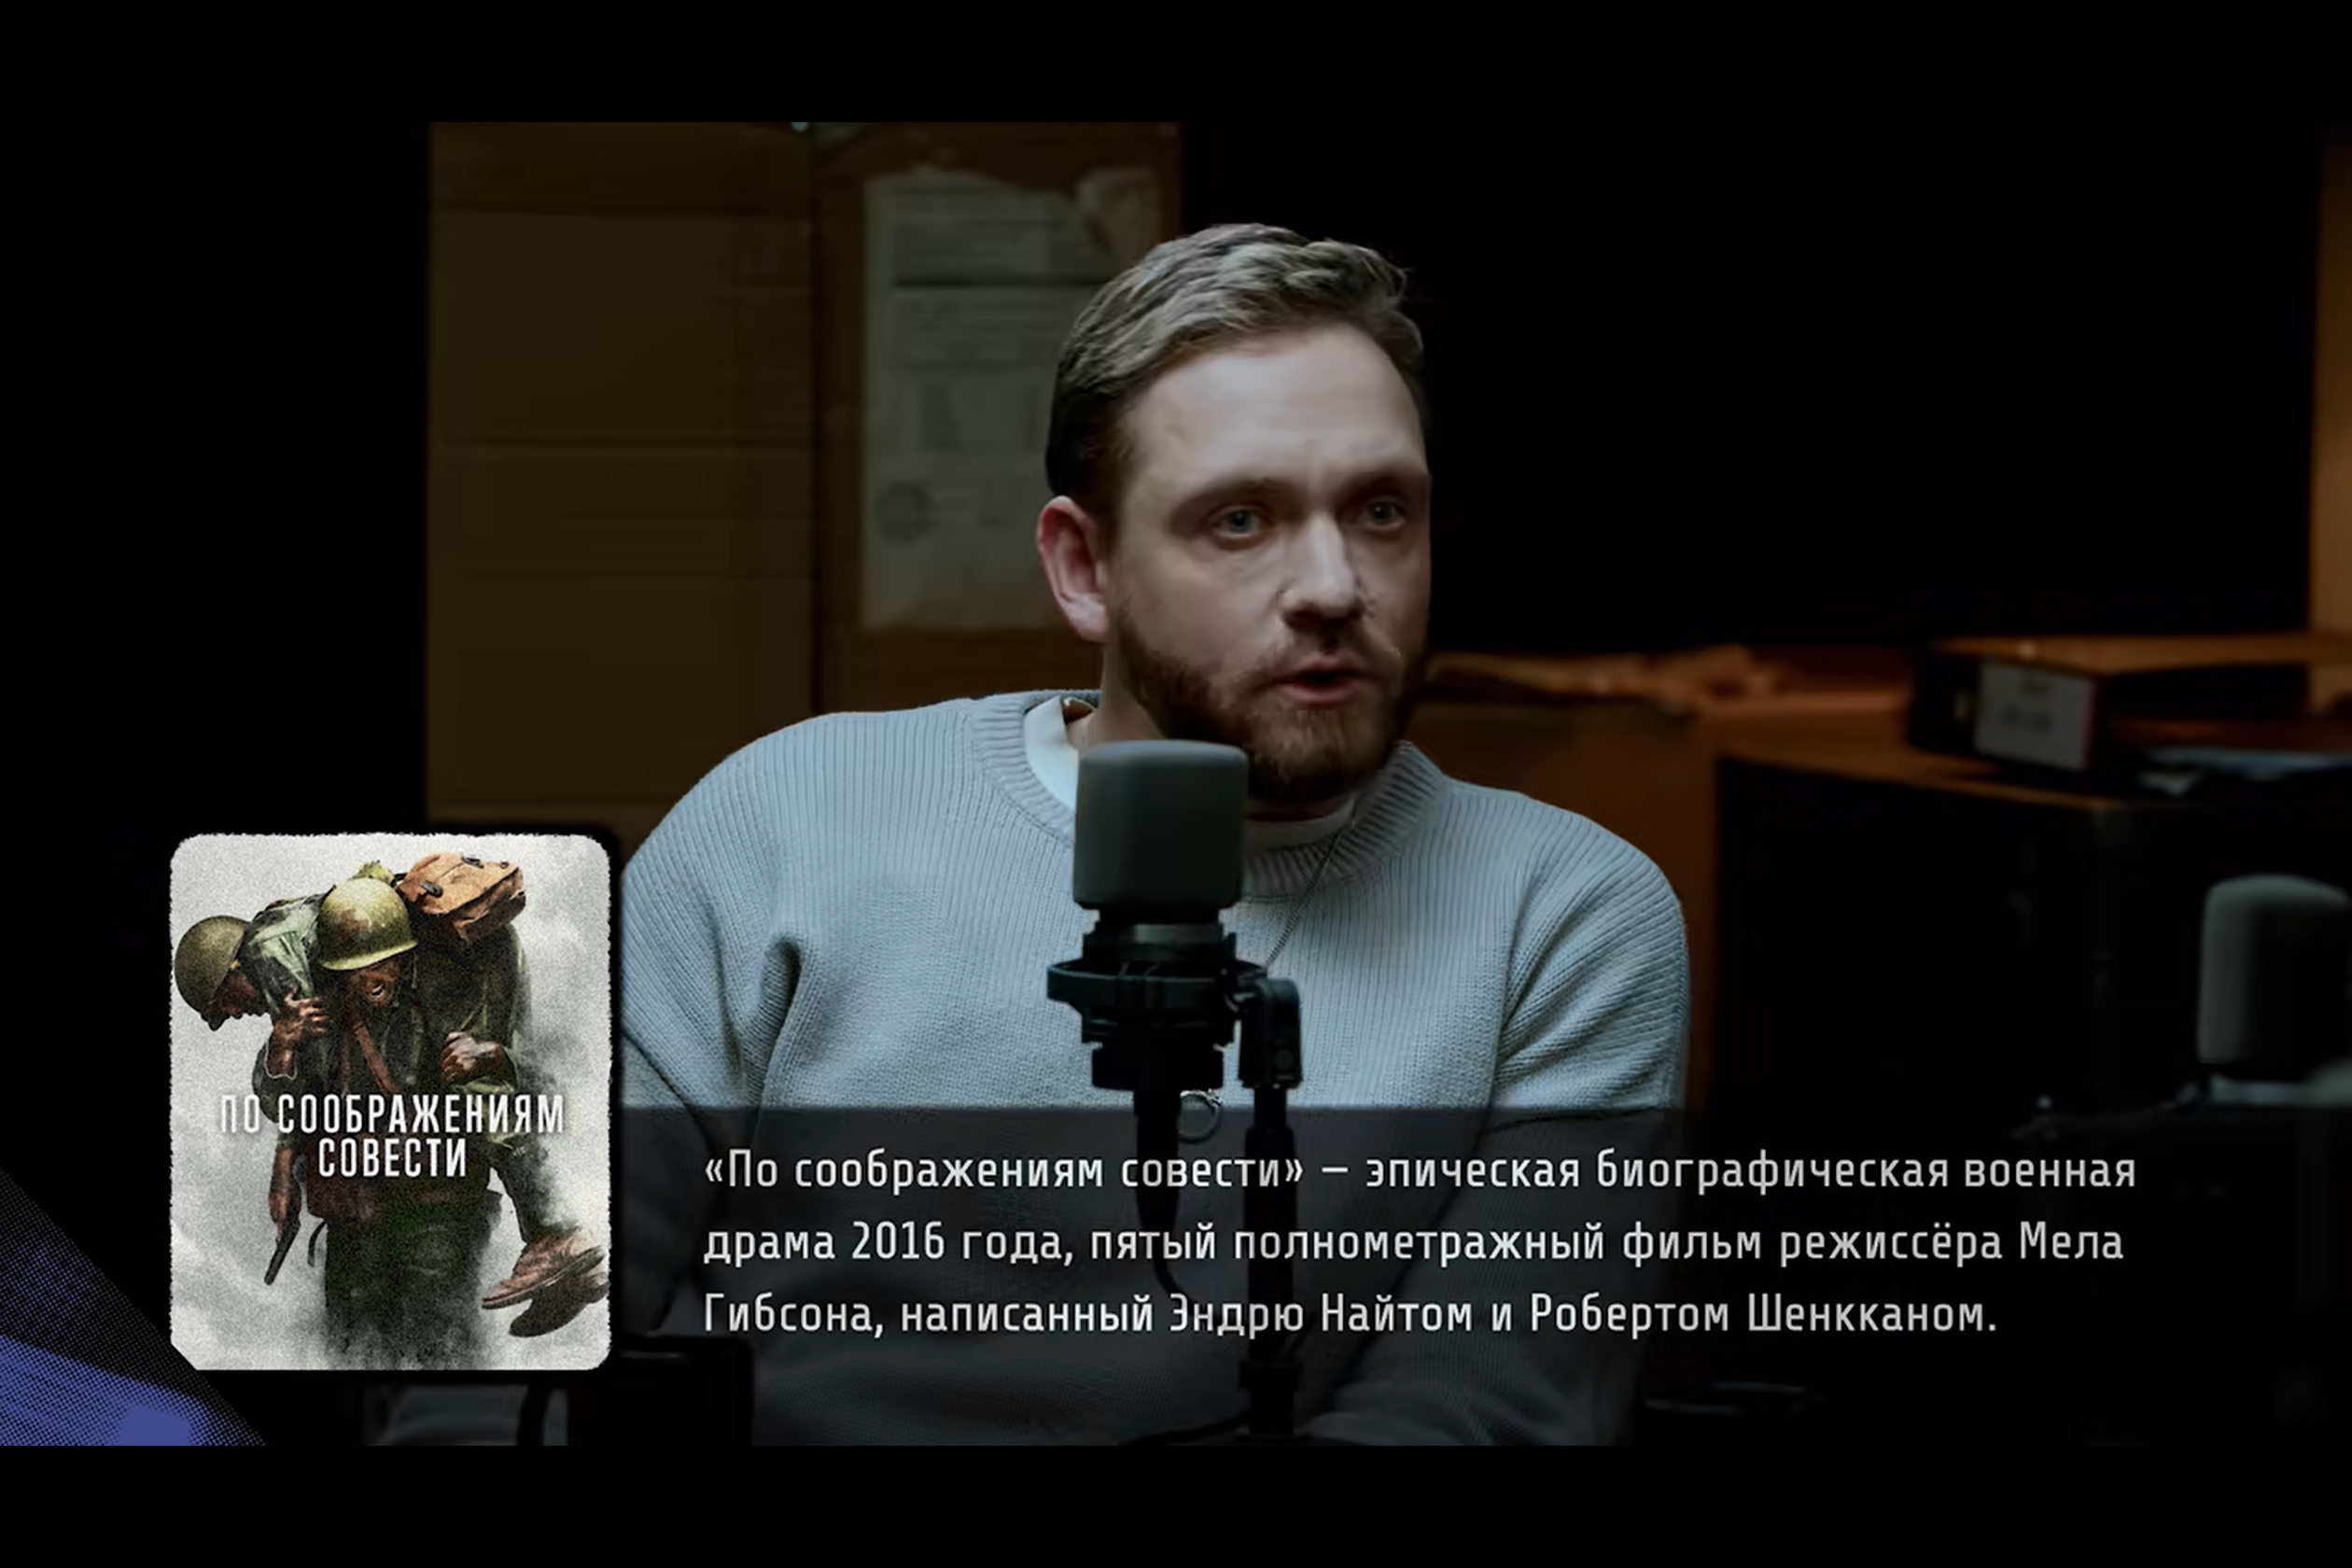 ПО СООБРАЖЕНИЯМ
СОВЕСТИ
«По соображениям совести» – эпическая биографическая военная
драма 2016 года, пятый полнометражный фильм режиссёра Мела
Гибсона, написанный Эндрю Найтом и Робертом Шенкканом.